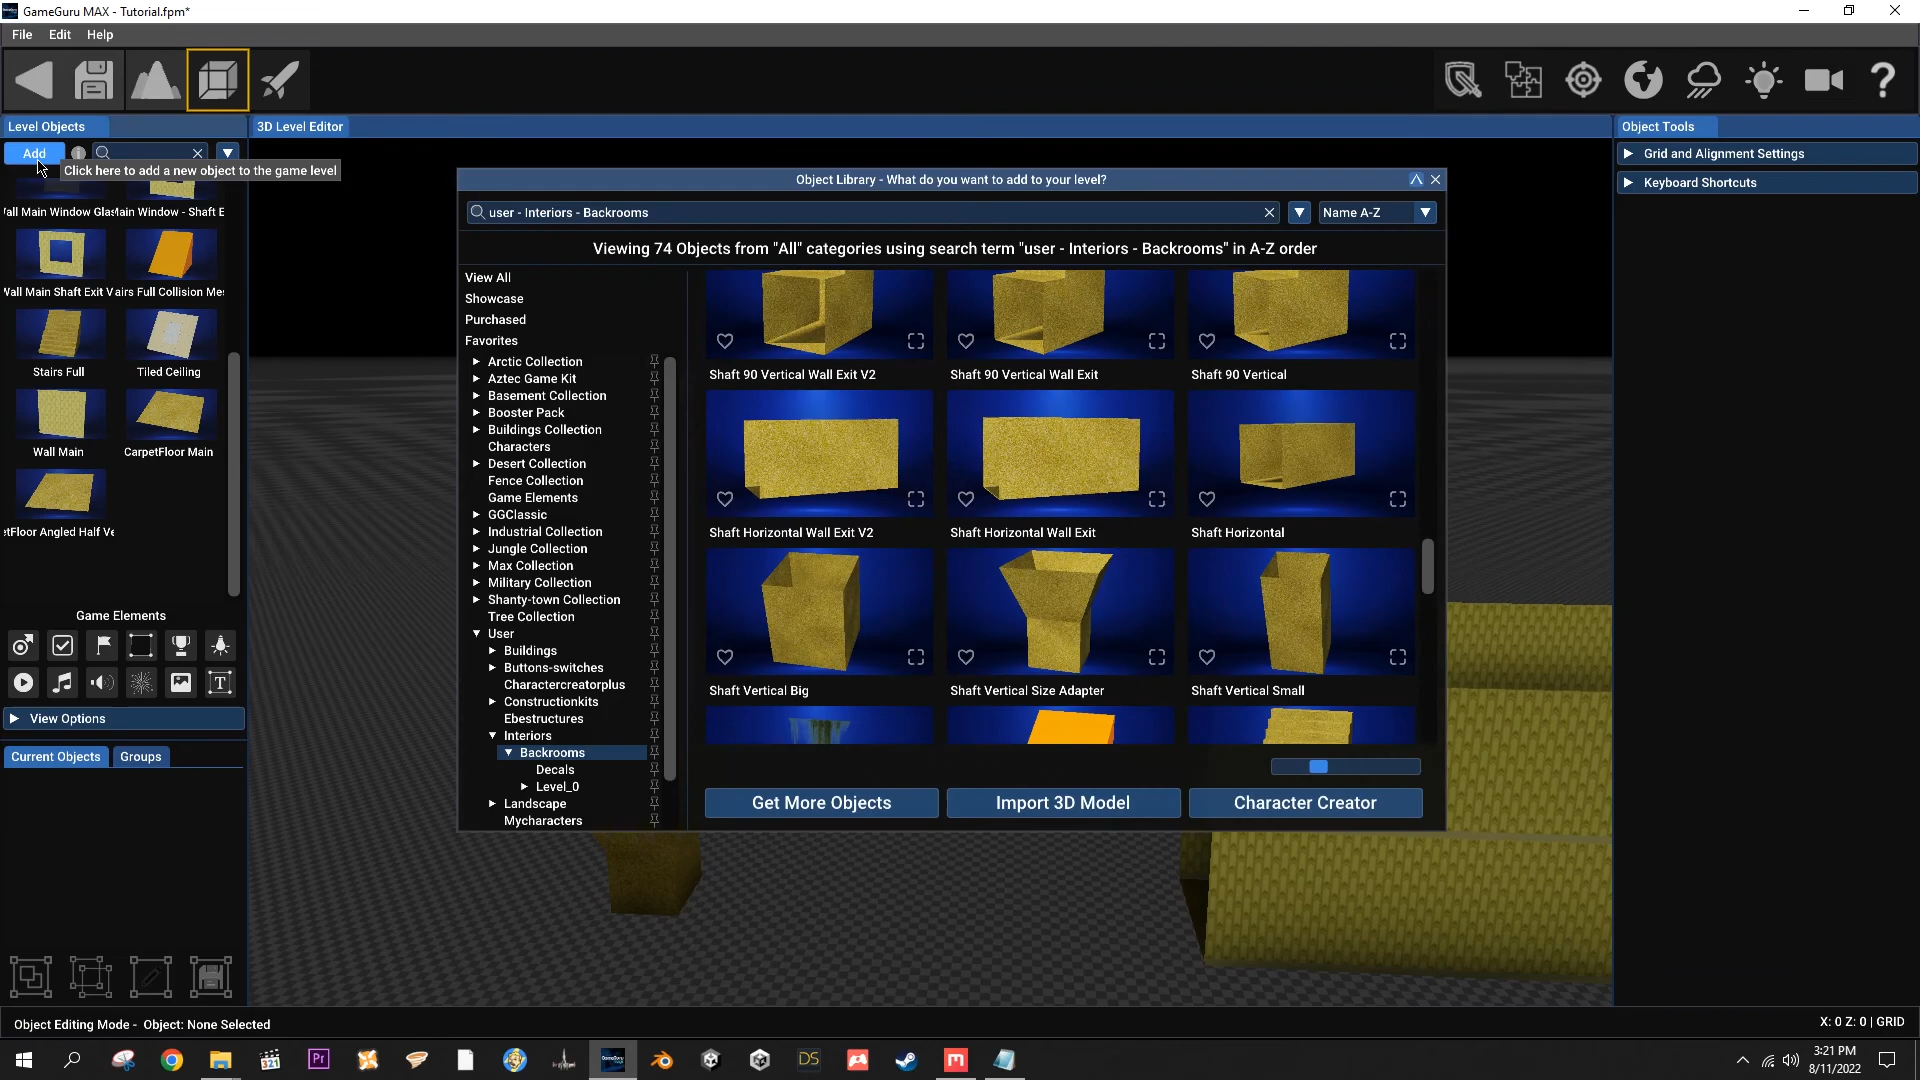 GameGuru MAX - Tutorial.fpm*
File Edit Help
Level Objects
3D Level Editor
Object Tools
Add
Click here to add a new object to the game level
Grid and Alignment Settings
Keyboard Shortcuts
Object Library - What do you want to add to your level?
user - Interiors - Backrooms
Name A-Z
Viewing 74 Objects from "All" categories using search term "user - Interiors - Backrooms" in A-Z order
Wall Main Shaft Exit V
Stairs Full
Tiled Ceiling
Wall Main
CarpetFloor Main
Game Elements
View Options
Current Objects
Groups
View All
Showcase
Purchased
Favorites
Arctic Collection
Aztec Game Kit
Basement Collection
Booster Pack
Buildings Collection
Characters
Desert Collection
Fence Collection
Game Elements
GGClassic
Industrial Collection
Jungle Collection
Max Collection
Military Collection
Shanty-town Collection
Tree Collection
User
Buildings
Buttons-switches
Charactercreatorplus
Constructionkits
Ebestructures
Interiors
Backrooms
Decals
Level_0
Landscape
Mycharacters
Shaft 90 Vertical Wall Exit V2
Shaft 90 Vertical Wall Exit
Shaft 90 Vertical
Shaft Horizontal Wall Exit V2
Shaft Horizontal Wall Exit
Shaft Horizontal
Shaft Vertical Big
Shaft Vertical Size Adapter
Shaft Vertical Small
Get More Objects
Import 3D Model
Character Creator
Object Editing Mode - Object: None Selected
X: 0 Z: 0 | GRID
321
Pr
DS
3:21 PM
8/11/2022